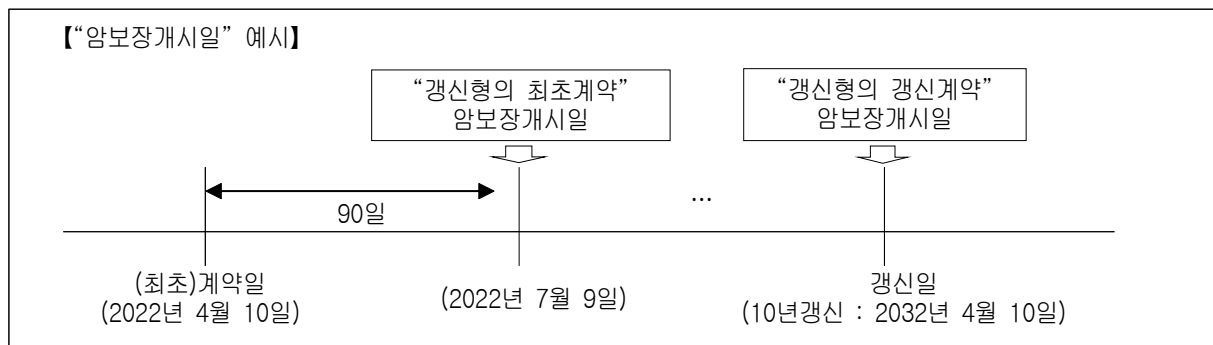 【“암보장개시일” 예시】
“갱신형의 최초계약”
암보장개시일
“갱신형의 갱신계약”
암보장개시일
90일
...
(최초)계약일
(2022년 4월 10일)
(2022년 7월 9일)
갱신일
(10년갱신 : 2032년 4월 10일)